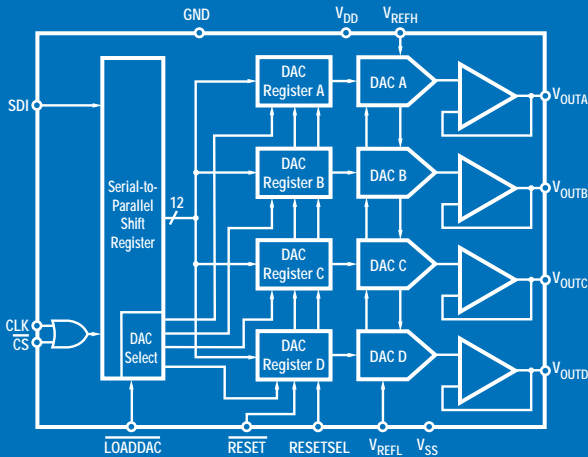 GND
VDD
VREFH
DAC
Register A
DAC A
VOUTA
SDI
Serial-to-
Parallel
Shift
Register
12
DAC
Register B
DAC B
VOUTB
DAC
Register C
DAC C
VOUTC
CLK
CS
DAC
Select
DAC
Register D
DAC D
VOUTD
LOADDAC
RESET
RESETSEL
VREFL
VSS